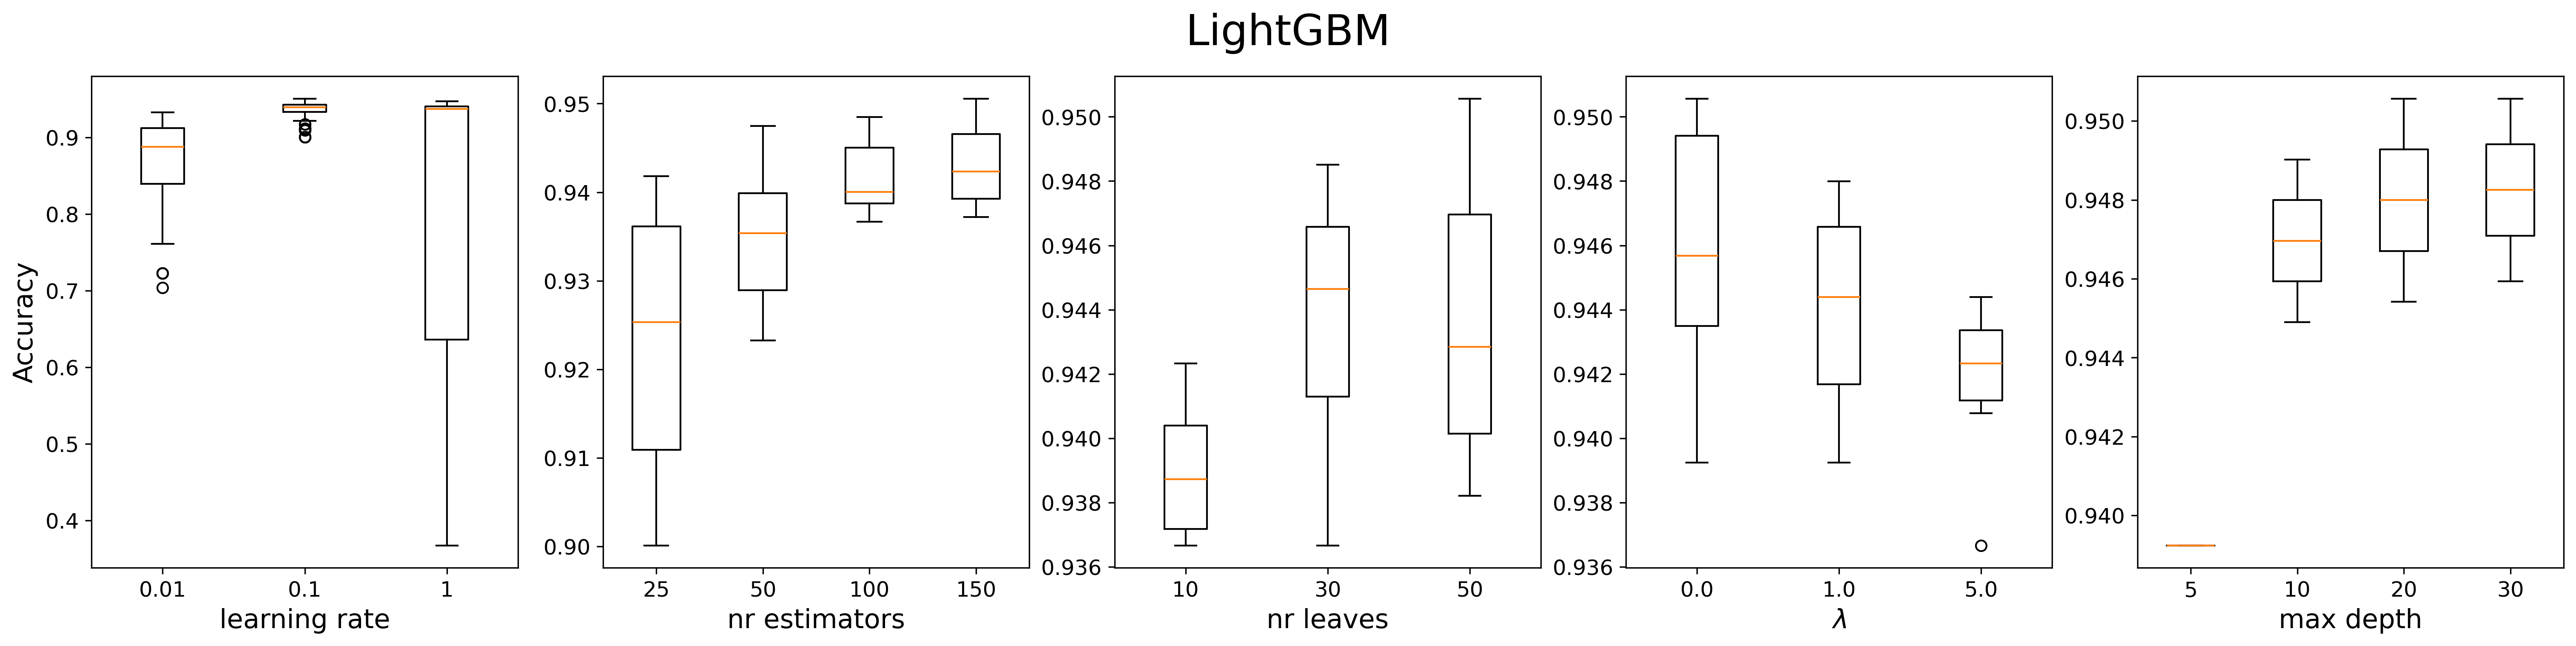 LightGBM
Accuracy
0.9
0.8
0.7
0.6
0.5
0.4
0.01 0.1 1
learning rate
0.95
0.94
0.93
0.92
0.91
0.90
25 50 100 150
nr estimators
0.950
0.948
0.946
0.944
0.942
0.940
0.938
0.936
10 30 50
nr leaves
0.950
0.948
0.946
0.944
0.942
0.940
0.938
0.936
0.0 1.0 5.0
λ
0.950
0.948
0.946
0.944
0.942
0.940
5 10 20 30
max depth